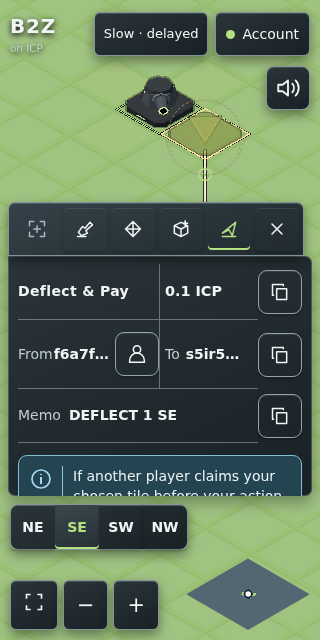 B2Z
on ICP
Slow · delayed
Account
Deflect & Pay
0.1 ICP
From f6a7f...
To s5ir5...
Memo DEFLECT 1 SE
If another player claims your
chosen tile before your action
NE SE SW NW